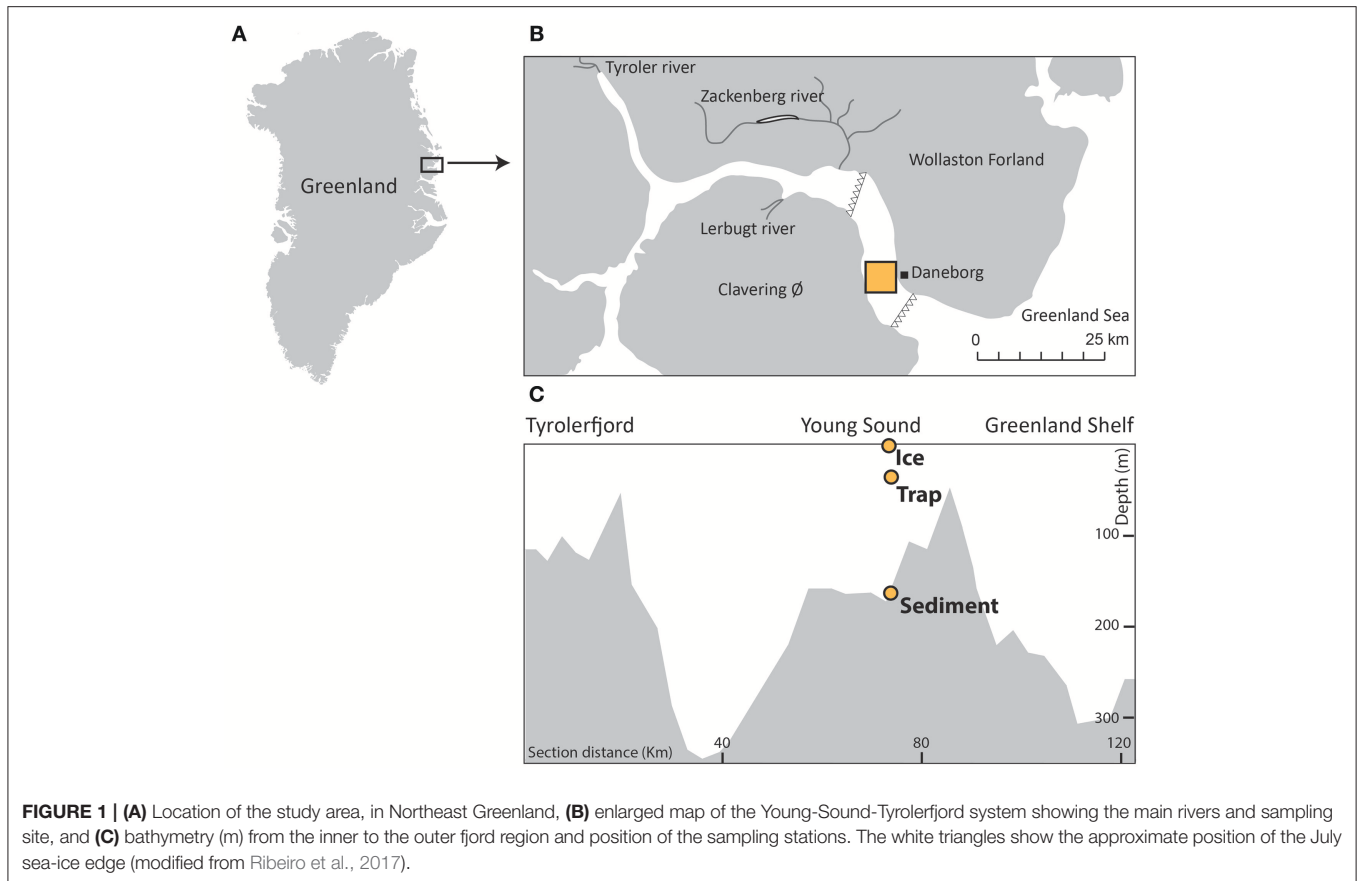 A
Greenland
B
Tyroler river
Zackenberg river
Wollaston Forland
Lerbugt river
Clavering Ø
Daneborg
Greenland Sea
0 25 km
C
Tyrolerfjord Young Sound Greenland Shelf
Ice
Trap
Sediment
Depth (m)
100
200
300
Section distance (Km) 40 80 120
FIGURE 1 | (A) Location of the study area, in Northeast Greenland, (B) enlarged map of the Young-Sound-Tyrolerfjord system showing the main rivers and sampling
site, and (C) bathymetry (m) from the inner to the outer fjord region and position of the sampling stations. The white triangles show the approximate position of the July
sea-ice edge (modified from Ribeiro et al., 2017).